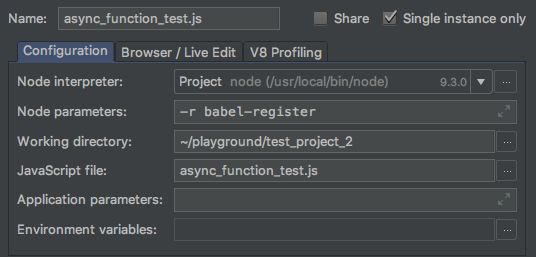 Name: async_function_test.js Share Single instance only
Configuration Browser / Live Edit V8 Profiling
Node interpreter: Project node (/usr/local/bin/node) 9.3.0 ...
Node parameters: -r babel-register
Working directory: ~/playground/test_project_2 ...
JavaScript file: async_function_test.js ...
Application parameters:
Environment variables: ...